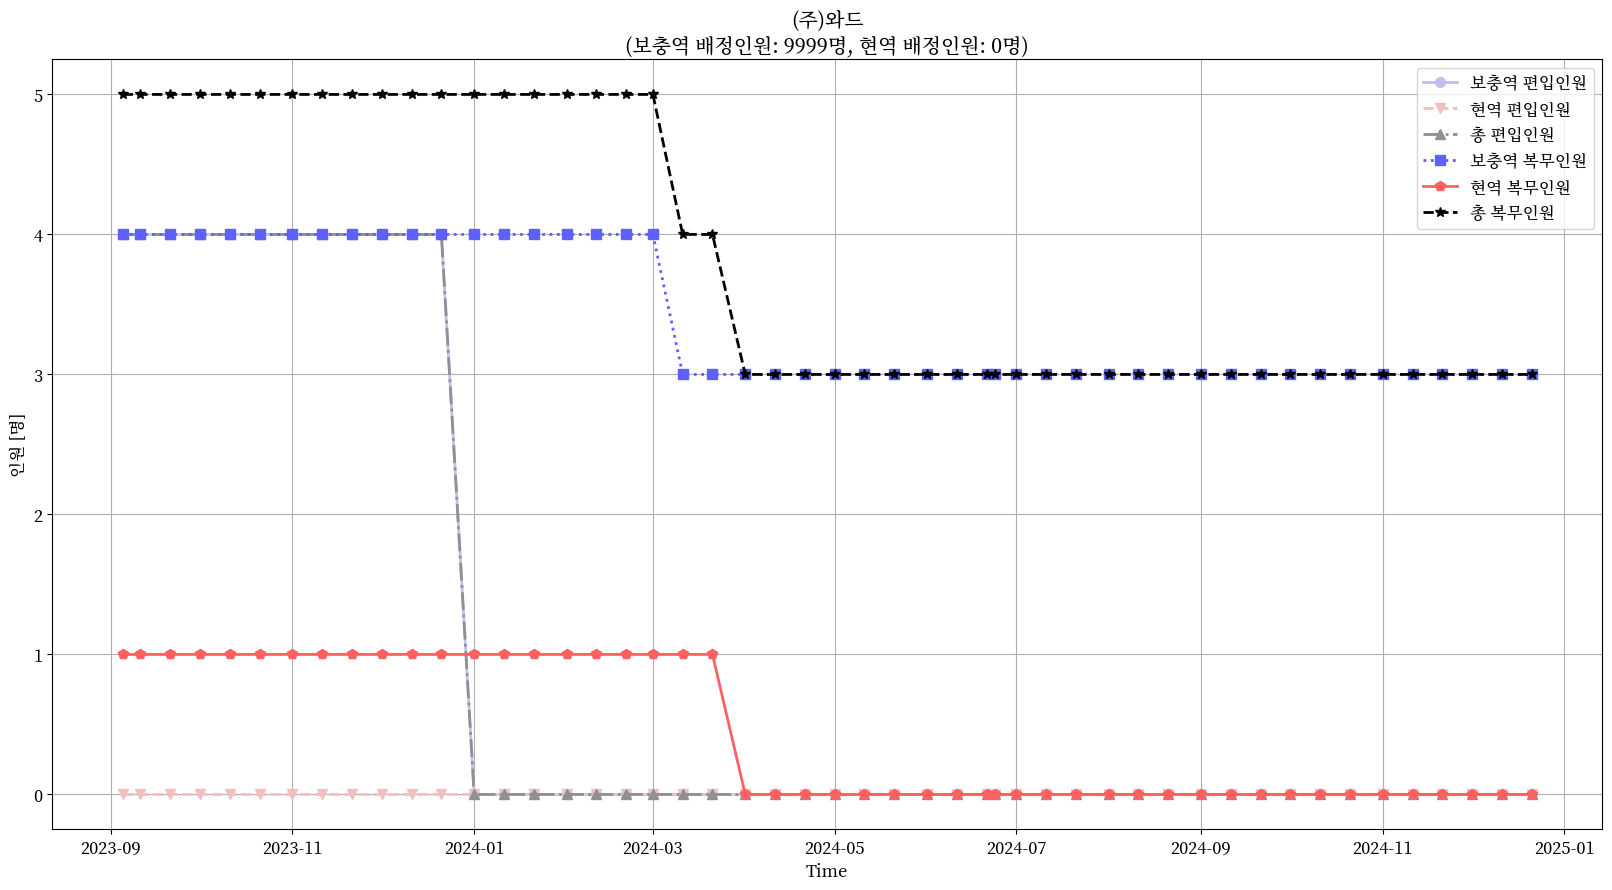 (주)와드
(보충역 배정인원: 9999명, 현역 배정인원: 0명)
보충역 편입인원
현역 편입인원
총 편입인원
보충역 복무인원
현역 복무인원
총 복무인원
인원 [명]
5
4
3
2
1
0
2023-09
2023-11
2024-01
2024-03
2024-05
2024-07
2024-09
2024-11
2025-01
Time